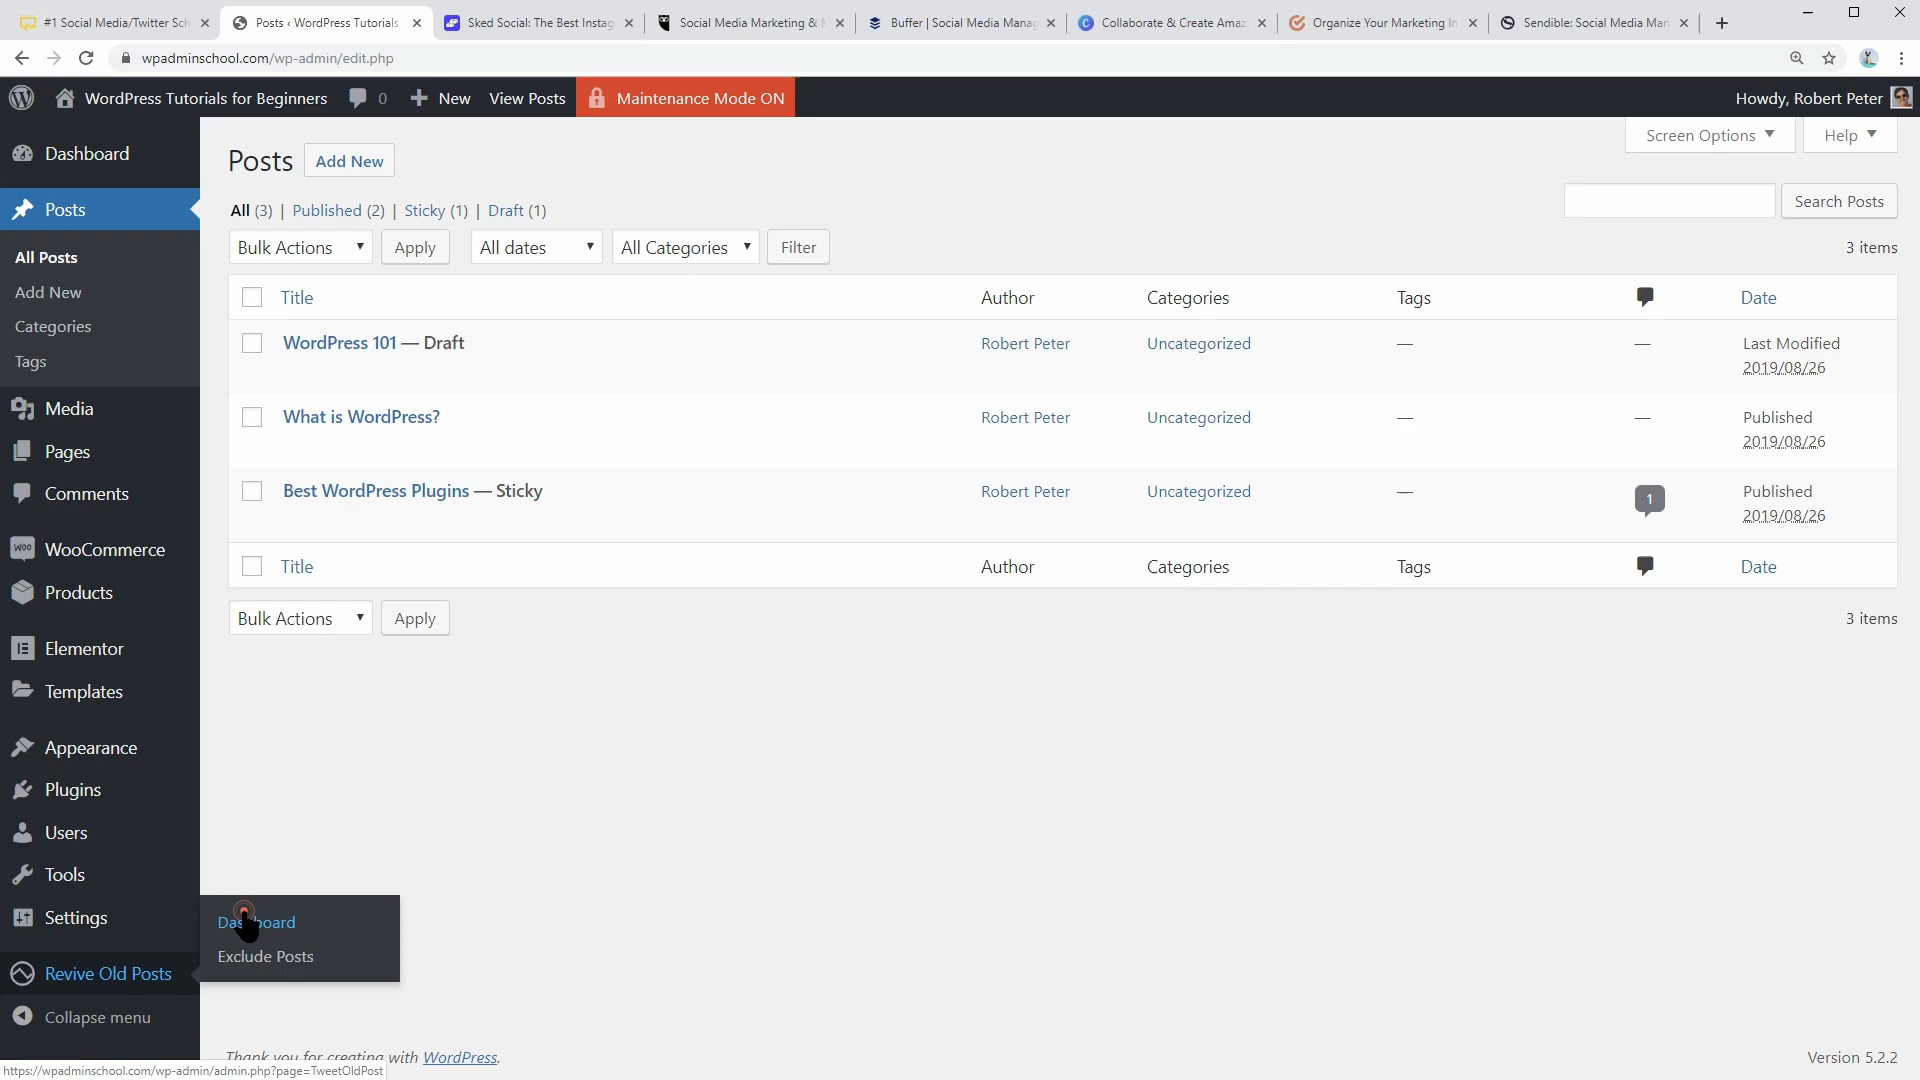 #1 Social Media/Twitter Sch
Posts ‹ WordPress Tutorials
Sked Social: The Best Instag
Social Media Marketing & M
Buffer | Social Media Manag
Collaborate & Create Amaz
Organize Your Marketing In
Sendible: Social Media Man
wpadminschool.com/wp-admin/edit.php
WordPress Tutorials for Beginners
0
New
View Posts
Maintenance Mode ON
Howdy, Robert Peter
Dashboard
Posts
All Posts
Add New
Categories
Tags
Media
Pages
Comments
WOO WooCommerce
Products
Elementor
Templates
Appearance
Plugins
Users
Tools
Settings
Revive Old Posts
Collapse menu
Dashboard
Exclude Posts
Screen Options
Help
Posts
Add New
All (3) | Published (2) | Sticky (1) | Draft (1)
Search Posts
Bulk Actions
Apply
All dates
All Categories
Filter
3 items
Title Author Categories Tags Date
WordPress 101 — Draft Robert Peter Uncategorized — — Last Modified
2019/08/26
What is WordPress? Robert Peter Uncategorized — — Published
2019/08/26
Best WordPress Plugins — Sticky Robert Peter Uncategorized — 1 Published
2019/08/26
Title Author Categories Tags Date
Bulk Actions
Apply
3 items
Thank you for creating with WordPress.
Version 5.2.2
https://wpadminschool.com/wp-admin/admin.php?page=TweetOldPost